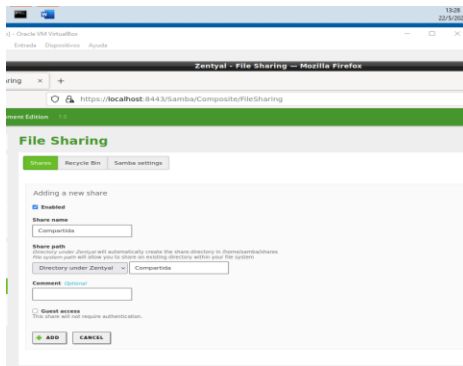 13:28
22/5/202
] - Oracle VM VirtualBox
Entrada Dispositivos Ayuda
Zentyal - File Sharing — Mozilla Firefox
ring × +
https://localhost:8443/Samba/Composite/FileSharing
ment Edition
File Sharing
Shares Recycle Bin Samba settings
Adding a new share
Enabled
Share name
Compartida
Share path
Directory under Zentyal will automatically create the share.directory in /home/samba/shares
File system path will allow you to share an existing directory within your file system
Directory under Zentyal Compartida
Comment Optional
Guest access
This share will not require authentication.
ADD CANCEL